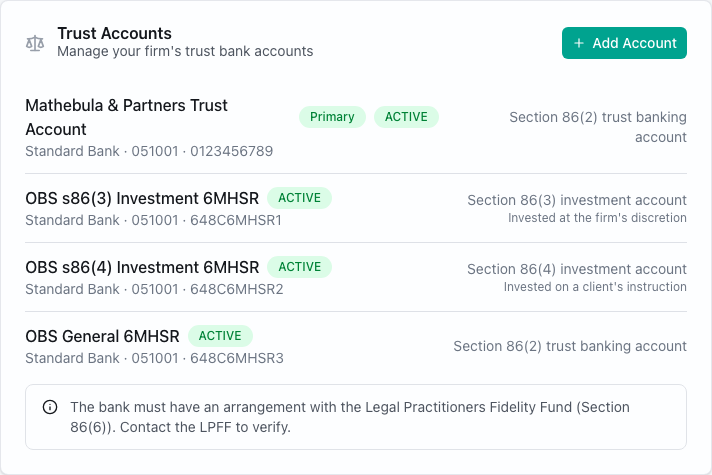 Trust Accounts
Manage your firm's trust bank accounts
+ Add Account
Mathebula & Partners Trust
Account
Primary
ACTIVE
Standard Bank · 051001 · 0123456789
Section 86(2) trust banking
account
OBS s86(3) Investment 6MHSR
ACTIVE
Standard Bank · 051001 · 648C6MHSR1
Section 86(3) investment account
Invested at the firm's discretion
OBS s86(4) Investment 6MHSR
ACTIVE
Standard Bank · 051001 · 648C6MHSR2
Section 86(4) investment account
Invested on a client's instruction
OBS General 6MHSR
ACTIVE
Standard Bank · 051001 · 648C6MHSR3
Section 86(2) trust banking account
The bank must have an arrangement with the Legal Practitioners Fidelity Fund (Section
86(6)). Contact the LPFF to verify.